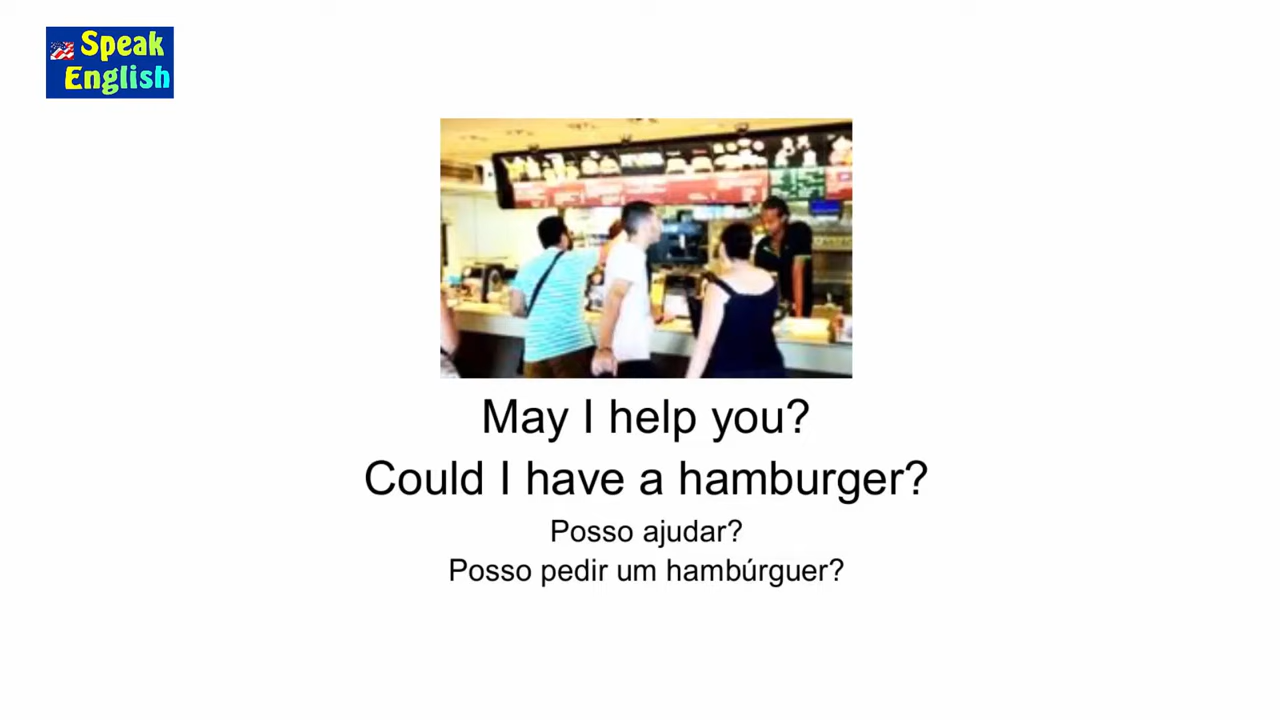 Speak
English
May I help you?
Could I have a hamburger?
Posso ajudar?
Posso pedir um hambúrguer?